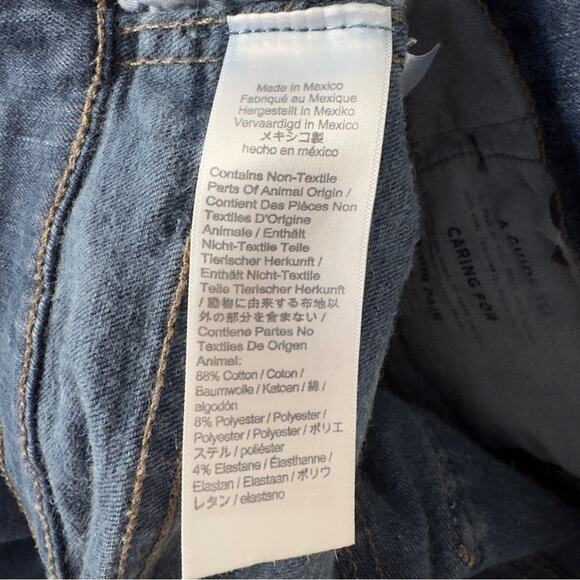 Made in Mexico
Fabriqué au Mexique
Hergestellt in Mexiko
Vervaardigd in Mexico
メキシコ製
hecho en méxico
Contains Non-Textile
Parts Of Animal Origin /
Contient Des Pièces Non
Textiles D'Origine
Animale / Enthält
Nicht-Textile Teile
Tierischer Herkunft /
Enthält Nicht-Textile
Teile Tierischer Herkunft
/ 動物に由来する布地以
外の部分を含まない /
Contiene Partes No
Textiles De Origen
Animal:
88% Cotton / Coton /
Baumwolle / Katoen / 綿 /
algodón
8% Polyester / Polyester /
Polyester / Polyester / ポリエ
ステル / poliéster
4% Elastane / Élasthanne /
Elastan / Elastaan / ポリウ
レタン / elastano
A GUIDE TO
CARING FOR
YOUR PAIR